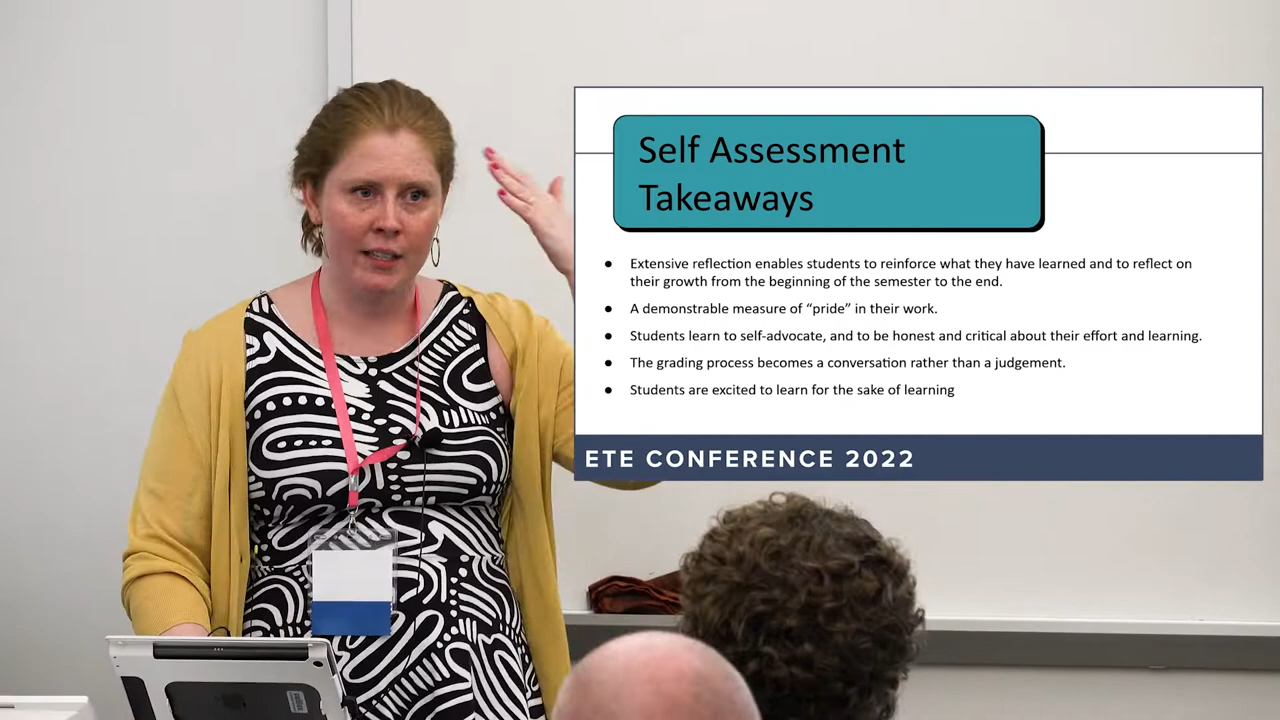 Self Assessment
Takeaways
● Extensive reflection enables students to reinforce what they have learned and to reflect on
their growth from the beginning of the semester to the end.
● A demonstrable measure of “pride” in their work.
● Students learn to self-advocate, and to be honest and critical about their effort and learning.
● The grading process becomes a conversation rather than a judgement.
● Students are excited to learn for the sake of learning
ETE CONFERENCE 2022